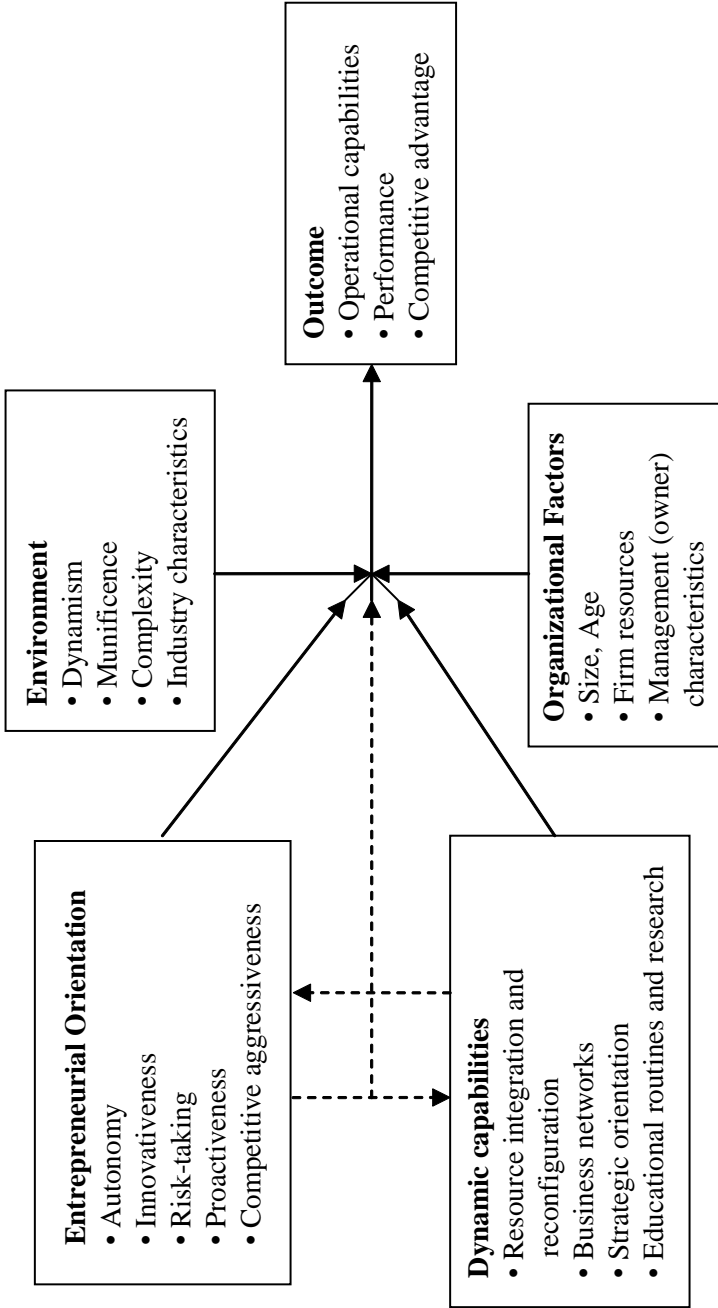 Entrepreneurial Orientation
• Autonomy
• Innovativeness
• Risk-taking
• Proactiveness
• Competitive aggressiveness
Dynamic capabilities
• Resource integration and
reconfiguration
• Business networks
• Strategic orientation
• Educational routines and research
Environment
• Dynamism
• Munificence
• Complexity
• Industry characteristics
Organizational Factors
• Size, Age
• Firm resources
• Management (owner)
characteristics
Outcome
• Operational capabilities
• Performance
• Competitive advantage